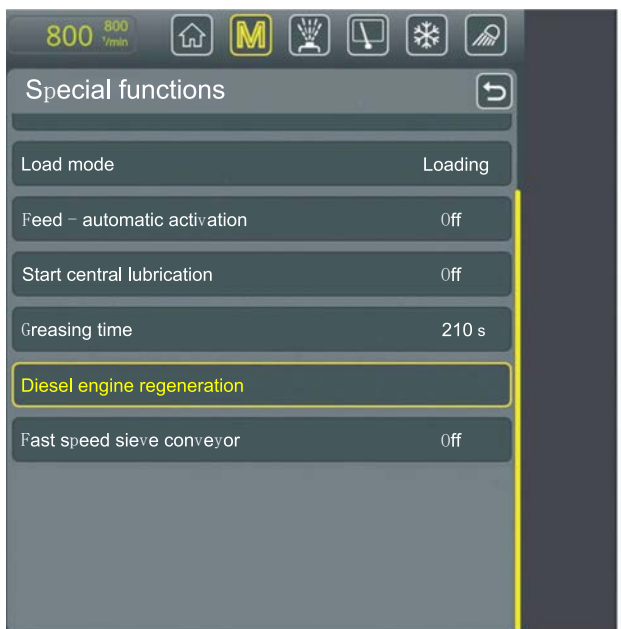 800 800 ¹/min M
Special functions
Load mode Loading
Feed - automatic activation Off
Start central lubrication Off
Greasing time 210 s
Diesel engine regeneration
Fast speed sieve conveyor Off